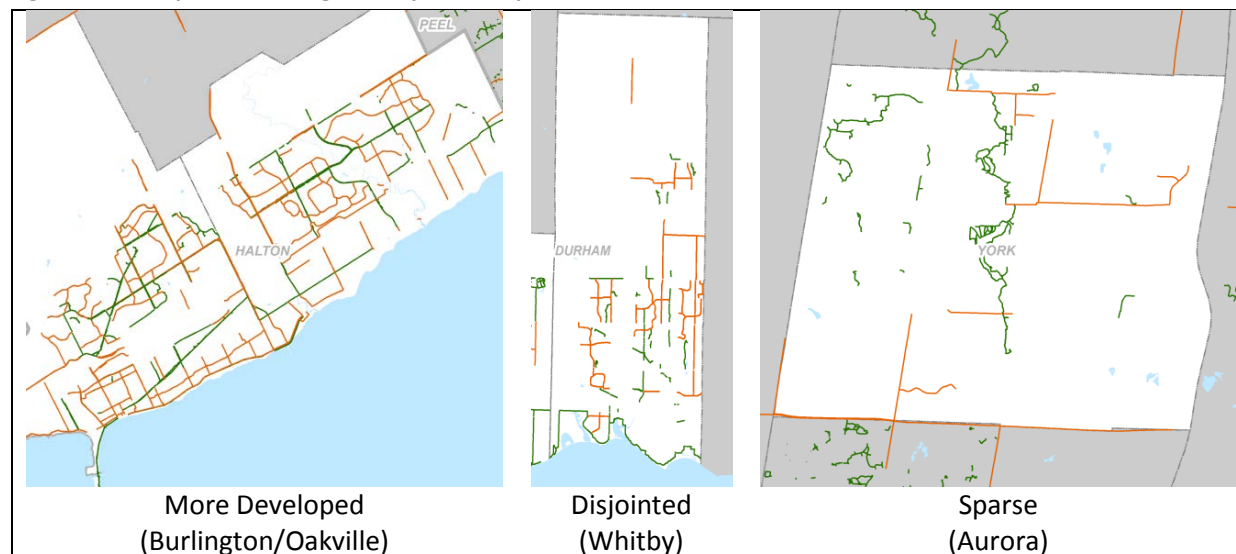 PEEL
HALTON
DURHAM
YORK
More Developed
(Burlington/Oakville)
Disjointed
(Whitby)
Sparse
(Aurora)